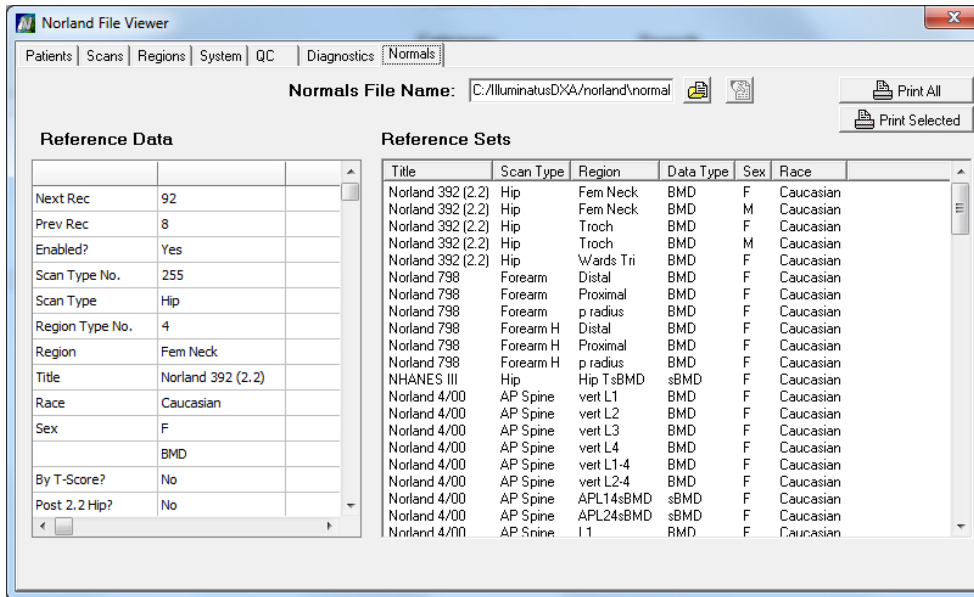 Norland File Viewer
Patients Scans Regions System QC Diagnostics Normals
Normals File Name: C:/IlluminatusDXA/norland\normal
Print All
Print Selected
Reference Data
Next Rec 92
Prev Rec 8
Enabled? Yes
Scan Type No. 255
Scan Type Hip
Region Type No. 4
Region Fem Neck
Title Norland 392 (2.2)
Race Caucasian
Sex F
BMD
By T-Score? No
Post 2.2 Hip? No
Reference Sets
Title Scan Type Region Data Type Sex Race
Norland 392 (2.2) Hip Fem Neck BMD F Caucasian
Norland 392 (2.2) Hip Fem Neck BMD M Caucasian
Norland 392 (2.2) Hip Troch BMD F Caucasian
Norland 392 (2.2) Hip Troch BMD M Caucasian
Norland 392 (2.2) Hip Wards Tri BMD F Caucasian
Norland 798 Forearm Distal BMD F Caucasian
Norland 798 Forearm Proximal BMD F Caucasian
Norland 798 Forearm p radius BMD F Caucasian
Norland 798 Forearm H Distal BMD F Caucasian
Norland 798 Forearm H Proximal BMD F Caucasian
Norland 798 Forearm H p radius BMD F Caucasian
NHANES III Hip Hip TsBMD sBMD F Caucasian
Norland 4/00 AP Spine vert L1 BMD F Caucasian
Norland 4/00 AP Spine vert L2 BMD F Caucasian
Norland 4/00 AP Spine vert L3 BMD F Caucasian
Norland 4/00 AP Spine vert L4 BMD F Caucasian
Norland 4/00 AP Spine vert L1-4 BMD F Caucasian
Norland 4/00 AP Spine vert L2-4 BMD F Caucasian
Norland 4/00 AP Spine APL14sBMD sBMD F Caucasian
Norland 4/00 AP Spine APL24sBMD sBMD F Caucasian
Norland 4/00 AP Spine L1 BMD F Caucasian